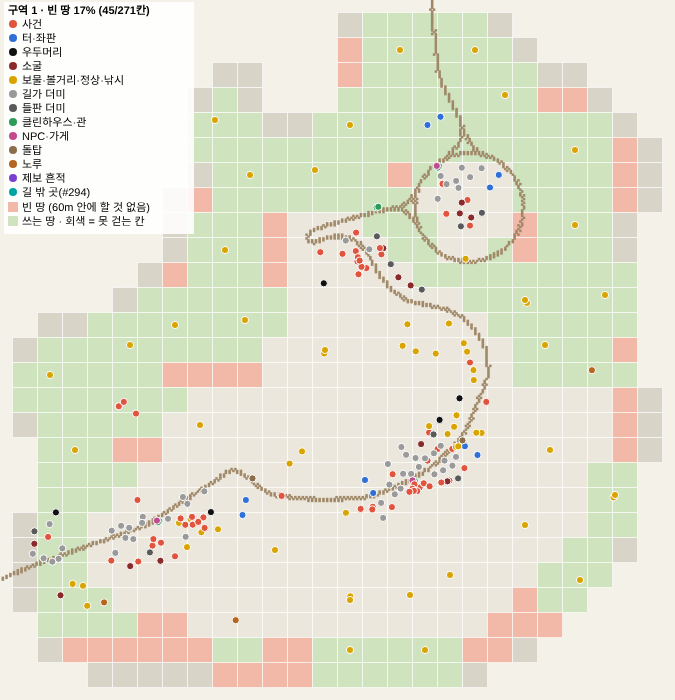 구역 1 · 빈 땅 17% (45/271칸)
사건
터·좌판
우두머리
소굴
보물·볼거리·정상·낚시
길가 더미
들판 더미
클린하우스·관
NPC·가게
돌탑
노루
제보 흔적
길 밖 곳(#294)
빈 땅 (60m 안에 할 것 없음)
쓰는 땅 · 회색 = 못 걷는 칸